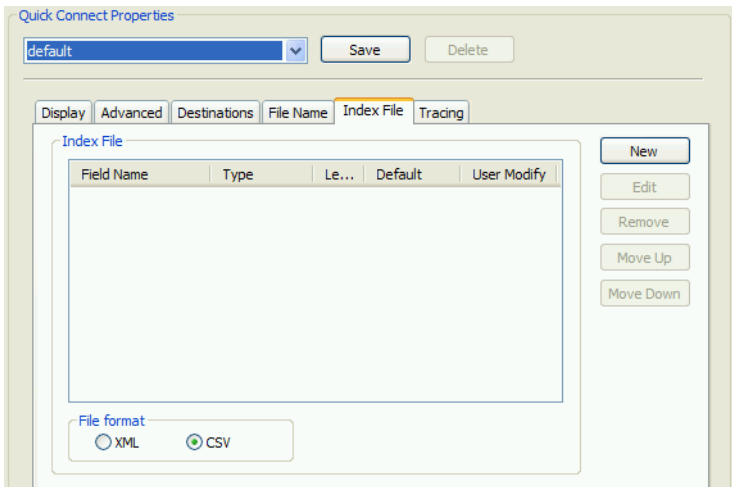 Quick Connect Properties
default Save Delete
Display Advanced Destinations File Name Index File Tracing
Index File
New
Field Name Type Le... Default User Modify
Edit
Remove
Move Up
Move Down
File format
XML CSV